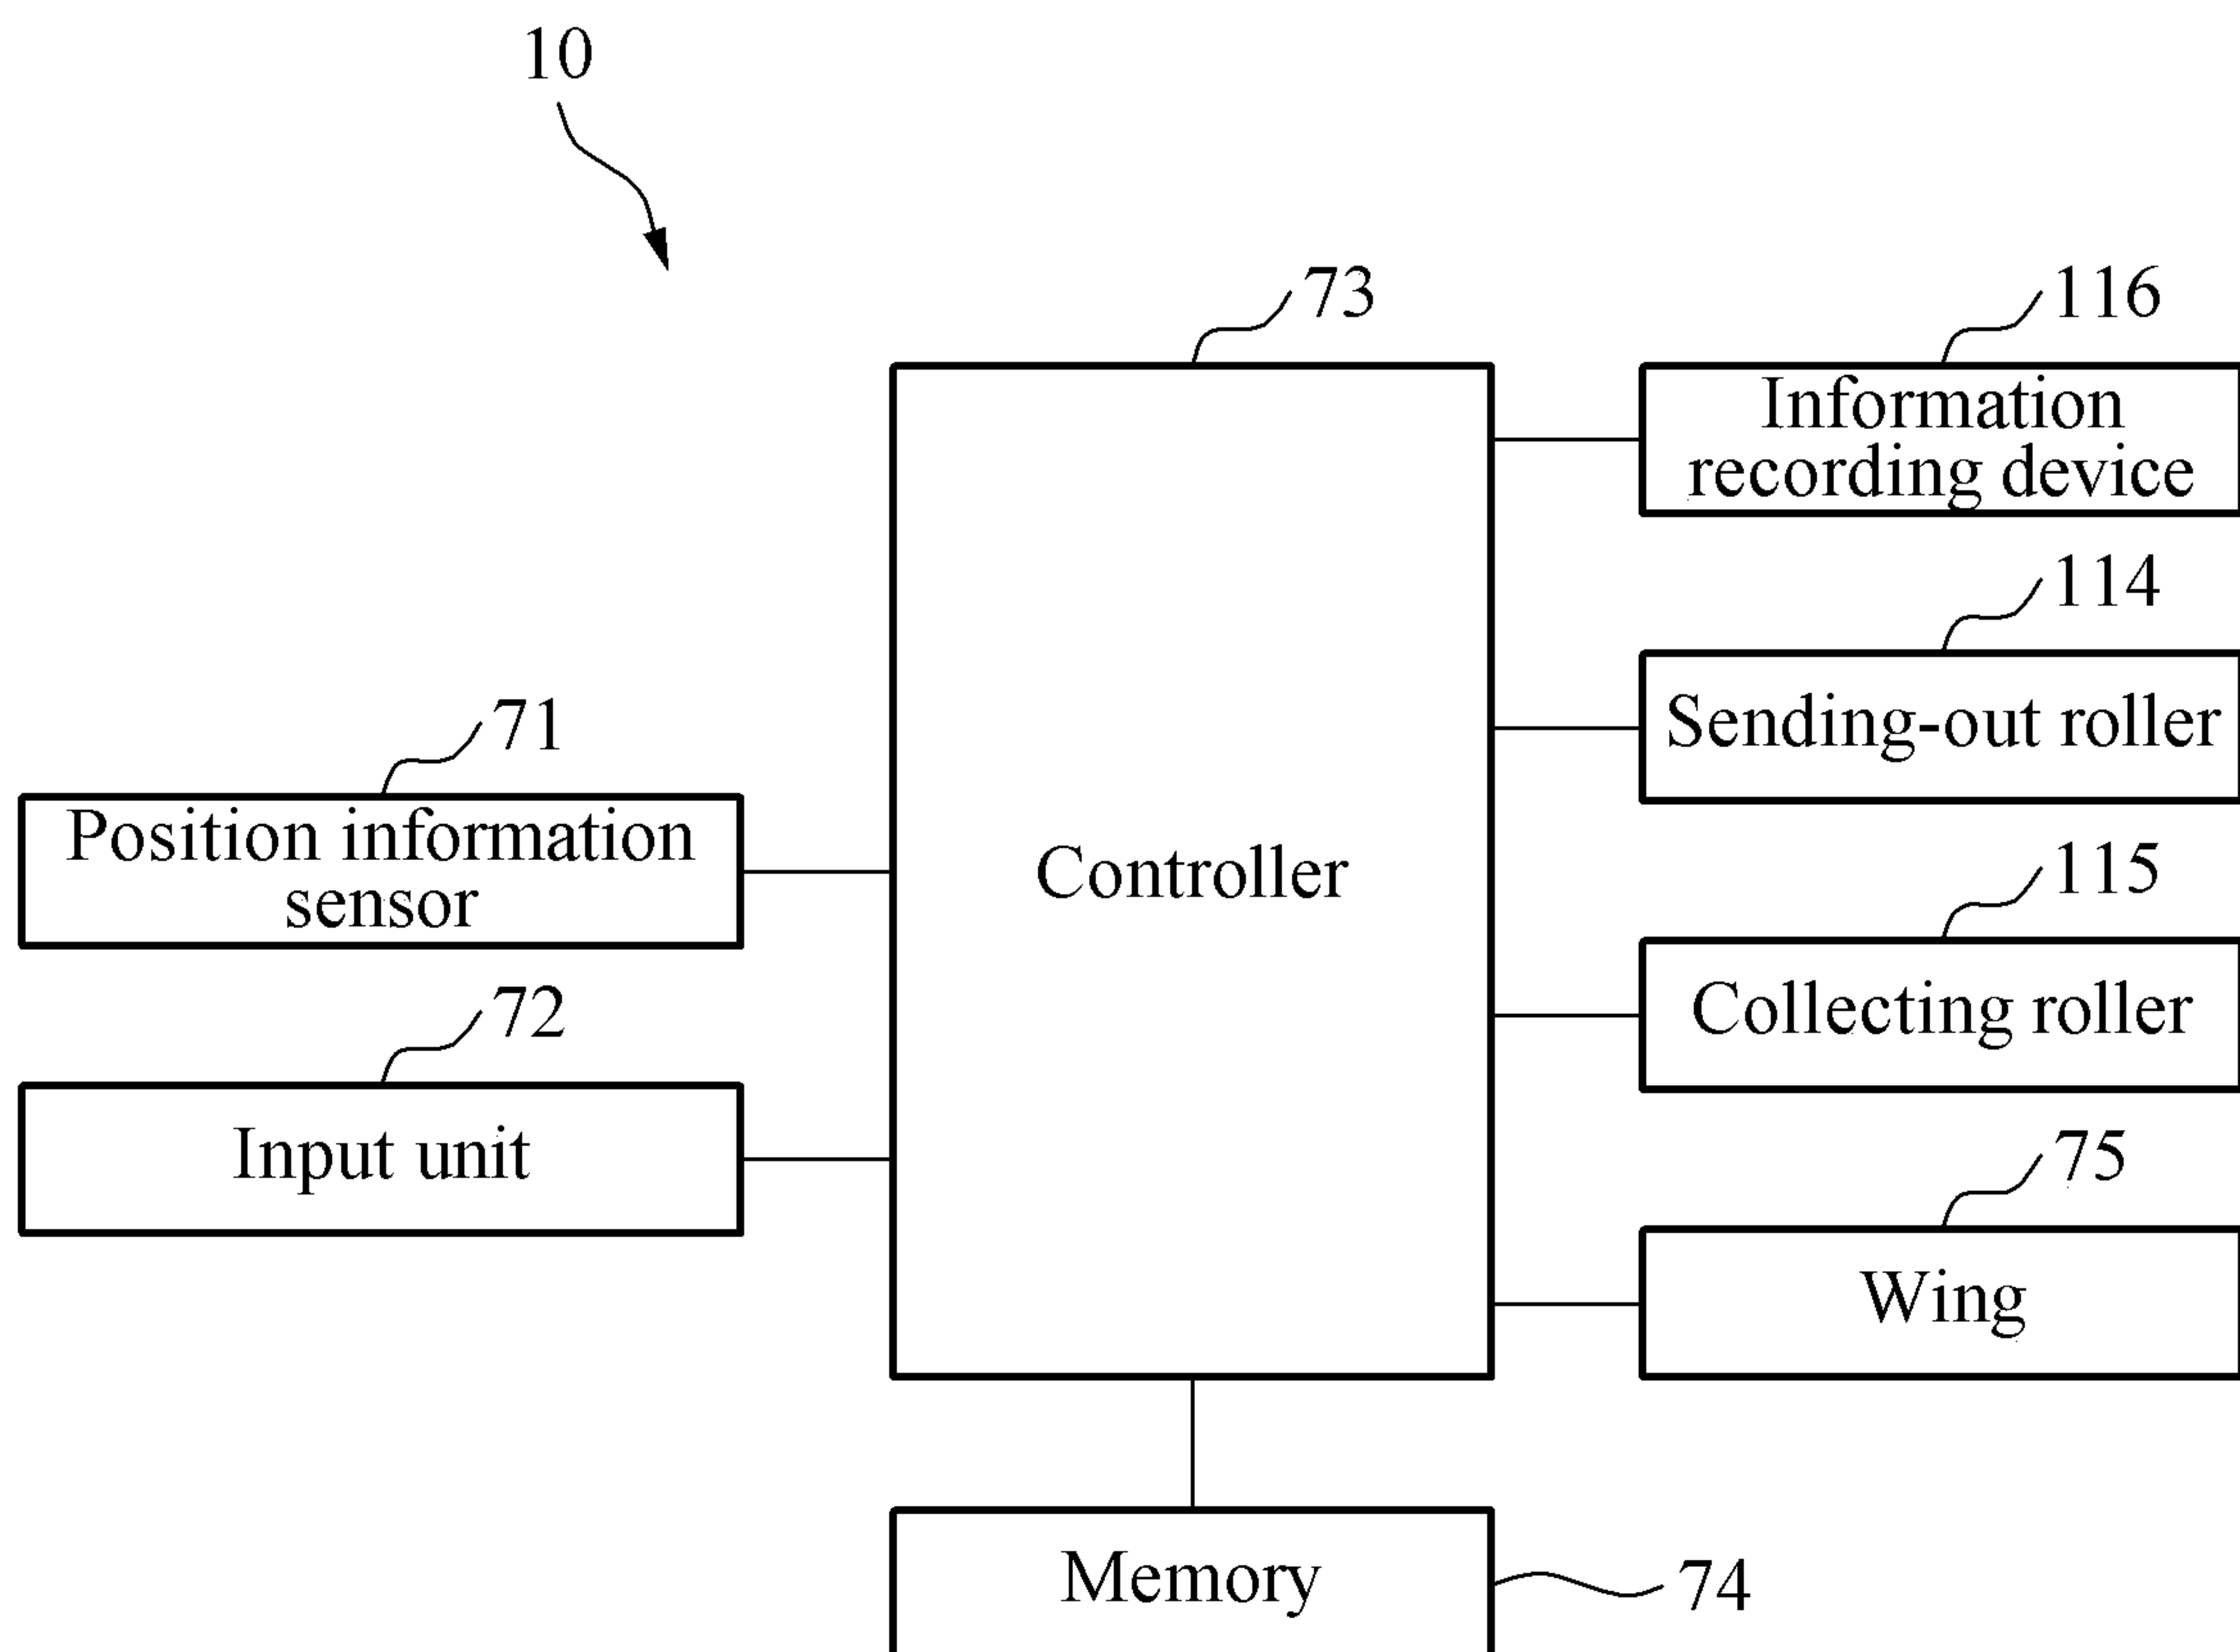 10
73
116
Information
recording device
114
Sending-out roller
71
Position information
sensor
Controller
115
Collecting roller
72
Input unit
75
Wing
Memory
74